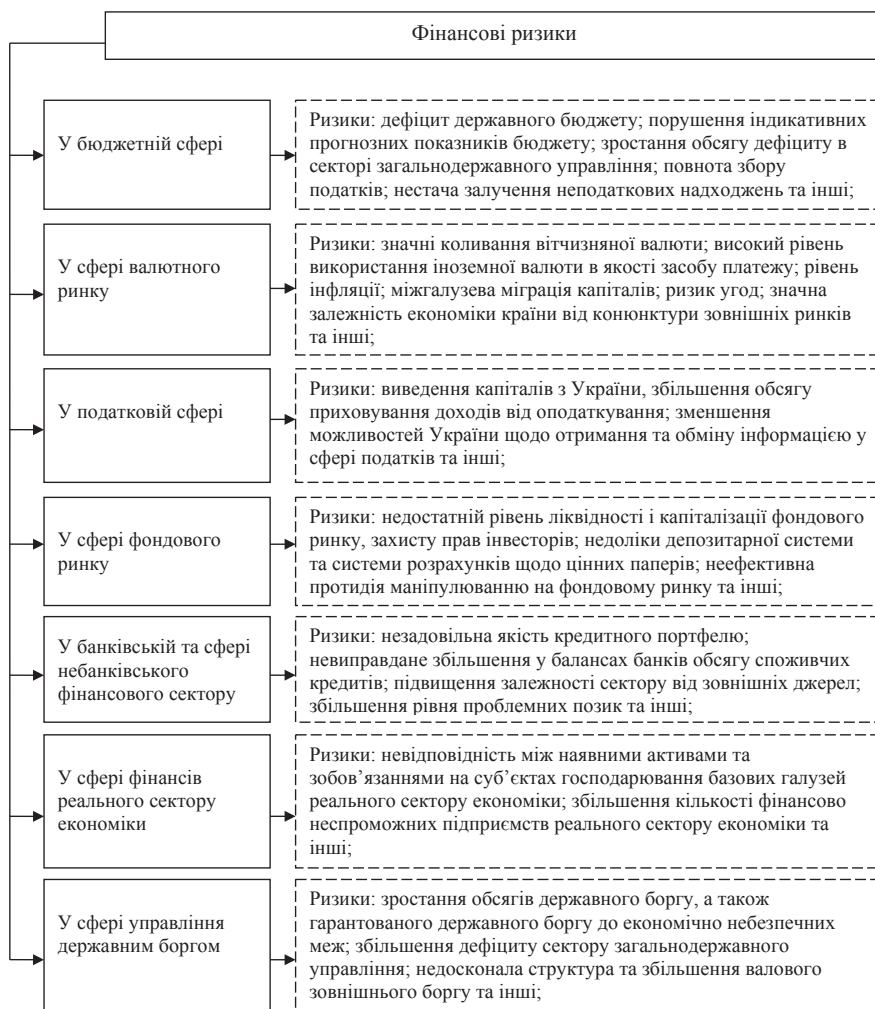 Фінансові ризики
У бюджетній сфері
Ризики: дефіцит державного бюджету; порушення індикативних
прогнозних показників бюджету; зростання обсягу дефіциту в
секторі загальнодержавного управління; повнота збору
податків; нестача залучення неподаткових надходжень та інші;
У сфері валютного
ринку
Ризики: значні коливання вітчизняної валюти; високий рівень
використання іноземної валюти в якості засобу платежу; рівень
інфляції; міжгалузева міграція капіталів; ризик угод; значна
залежність економіки країни від конюнктури зовнішніх ринків
та інші;
У податковій сфері
Ризики: виведення капіталів з України, збільшення обсягу
приховування доходів від оподаткування; зменшення
можливостей України щодо отримання та обміну інформацією у
сфері податків та інші;
У сфері фондового
ринку
Ризики: недостатній рівень ліквідності і капіталізації фондового
ринку, захисту прав інвесторів; недоліки депозитарної системи
та системи розрахунків щодо цінних паперів; неефективна
протидія маніпулюванню на фондовому ринку та інші;
У банківській та сфері
небанківського
фінансового сектору
Ризики: незадовільна якість кредитного портфелю;
невиправдане збільшення у балансах банків обсягу споживчих
кредитів; підвищення залежності сектору від зовнішніх джерел;
збільшення рівня проблемних позик та інші;
У сфері фінансів
реального сектору
економіки
Ризики: невідповідність між наявними активами та
зобов’язаннями на суб’єктах господарювання базових галузей
реального сектору економіки; збільшення кількості фінансово
неспроможних підприємств реального сектору економіки та
інші;
У сфері управління
державним боргом
Ризики: зростання обсягів державного боргу, а також
гарантованого державного боргу до економічно небезпечних
меж; збільшення дефіциту сектору загальнодержавного
управління; недосконала структура та збільшення валового
зовнішнього боргу та інші;